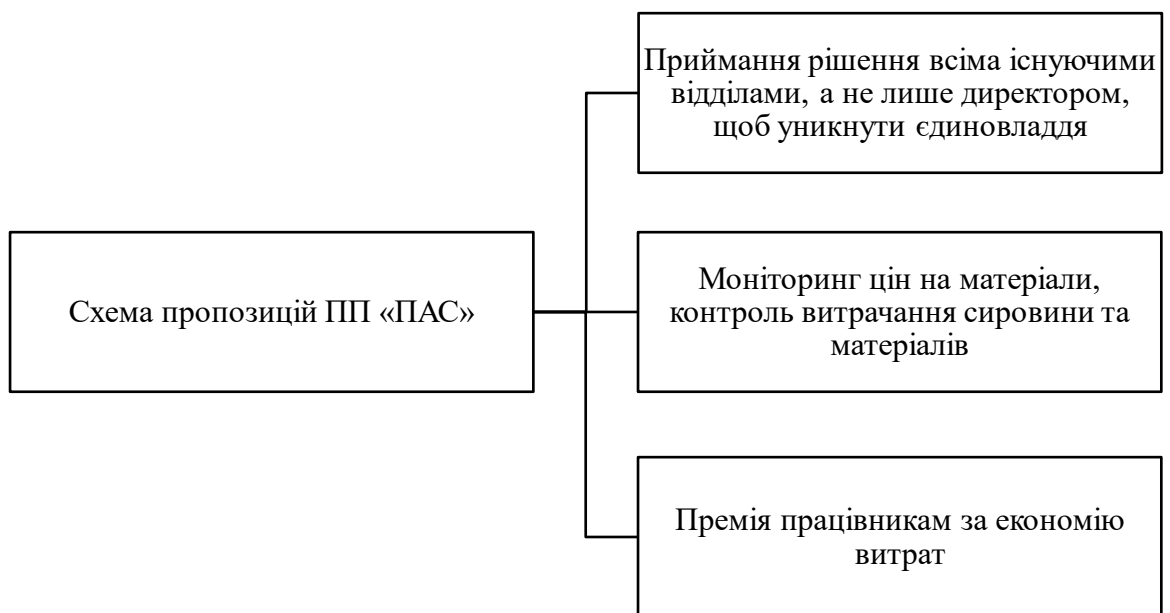 Приймання рішення всіма існуючими
відділами, а не лише директором,
щоб уникнути єдиновладдя
Схема пропозицій ПП «ПАС»
Моніторинг цін на матеріали,
контроль витрачання сировини та
матеріалів
Премія працівникам за економію
витрат